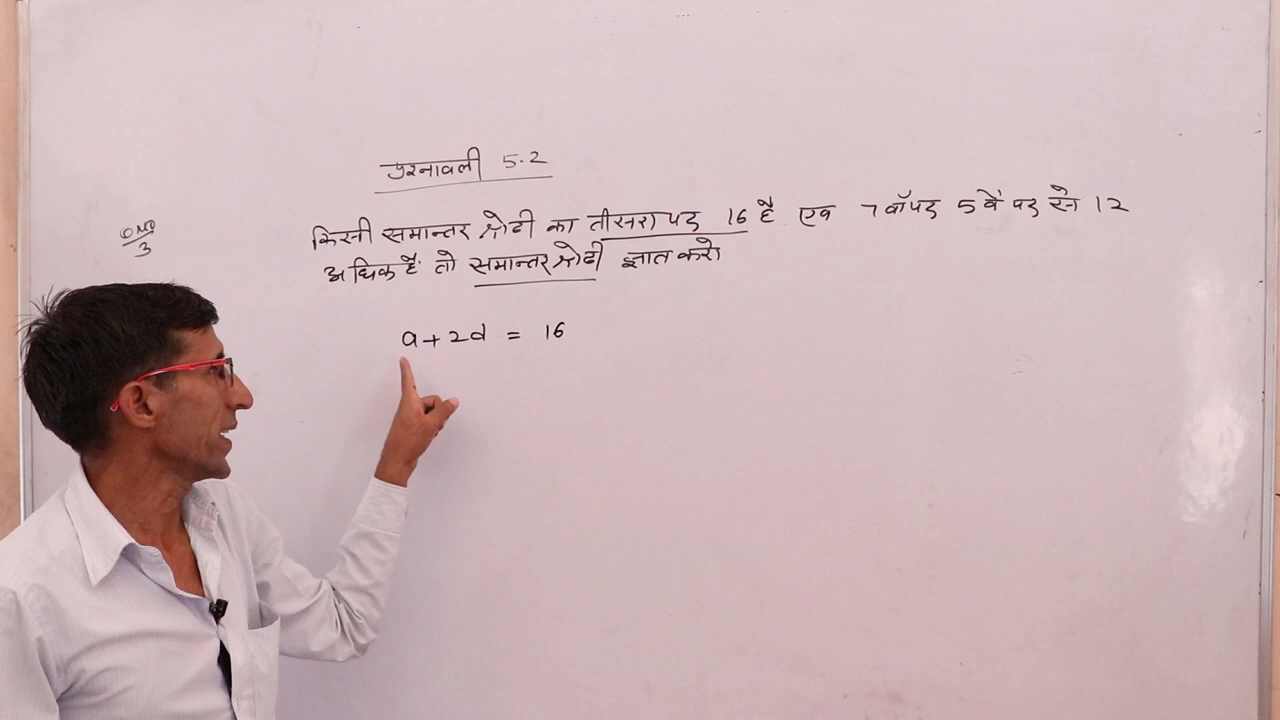 प्रश्नावली 5.2
Q.NO
3
किसी समान्तर श्रेढी का तीसरा पद 16 है एव 7 वाँ पद 5 वें पद से 12
अधिक है तो समान्तर श्रेढी ज्ञात करो
a + 2d = 16